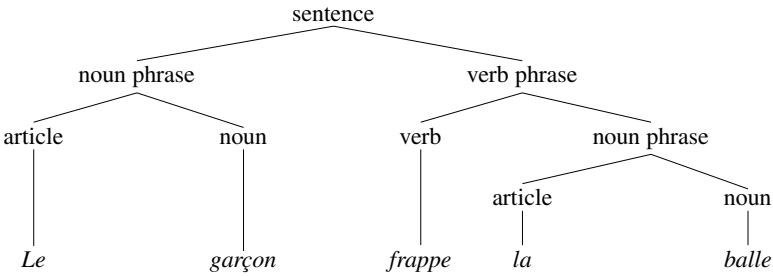 sentence
noun phrase verb phrase
article noun verb noun phrase
article noun
Le garçon frappe la balle